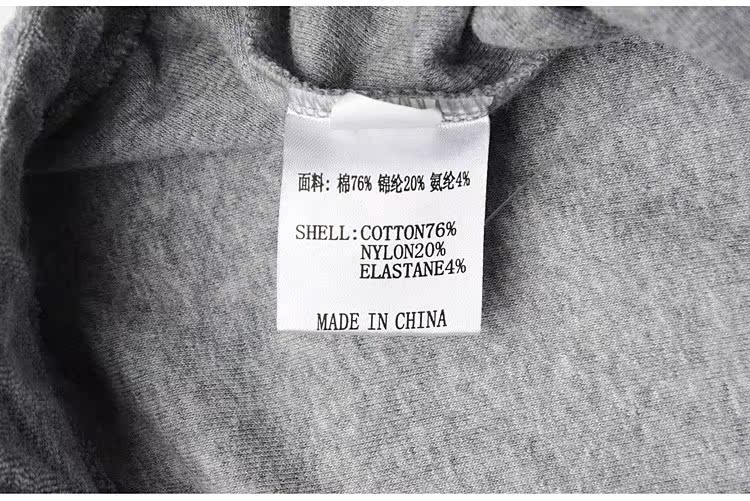 面料: 棉76% 锦纶20% 氨纶4%
SHELL:COTTON76%
NYLON20%
ELASTANE4%
MADE IN CHINA